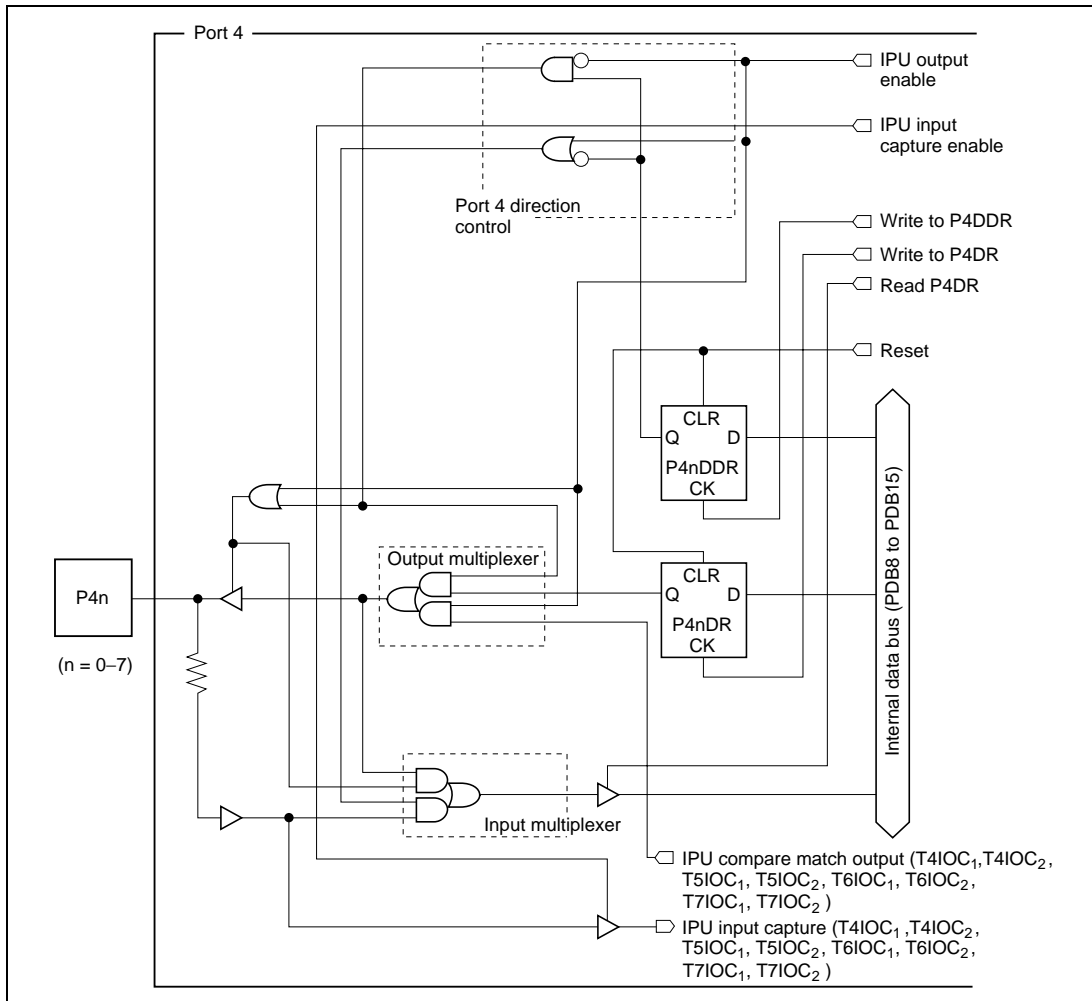 Port 4
IPU output
enable
IPU input
capture enable
Port 4 direction
control
Write to P4DDR
Write to P4DR
Read P4DR
Reset
CLR
Q D
P4nDDR
CK
Output multiplexer
CLR
Q D
P4nDR
CK
P4n
(n = 0–7)
Internal data bus (PDB8 to PDB15)
Input multiplexer
IPU compare match output (T4IOC1,T4IOC2,
T5IOC1, T5IOC2, T6IOC1, T6IOC2,
T7IOC1, T7IOC2 )
IPU input capture (T4IOC1 ,T4IOC2,
T5IOC1, T5IOC2, T6IOC1, T6IOC2,
T7IOC1, T7IOC2 )